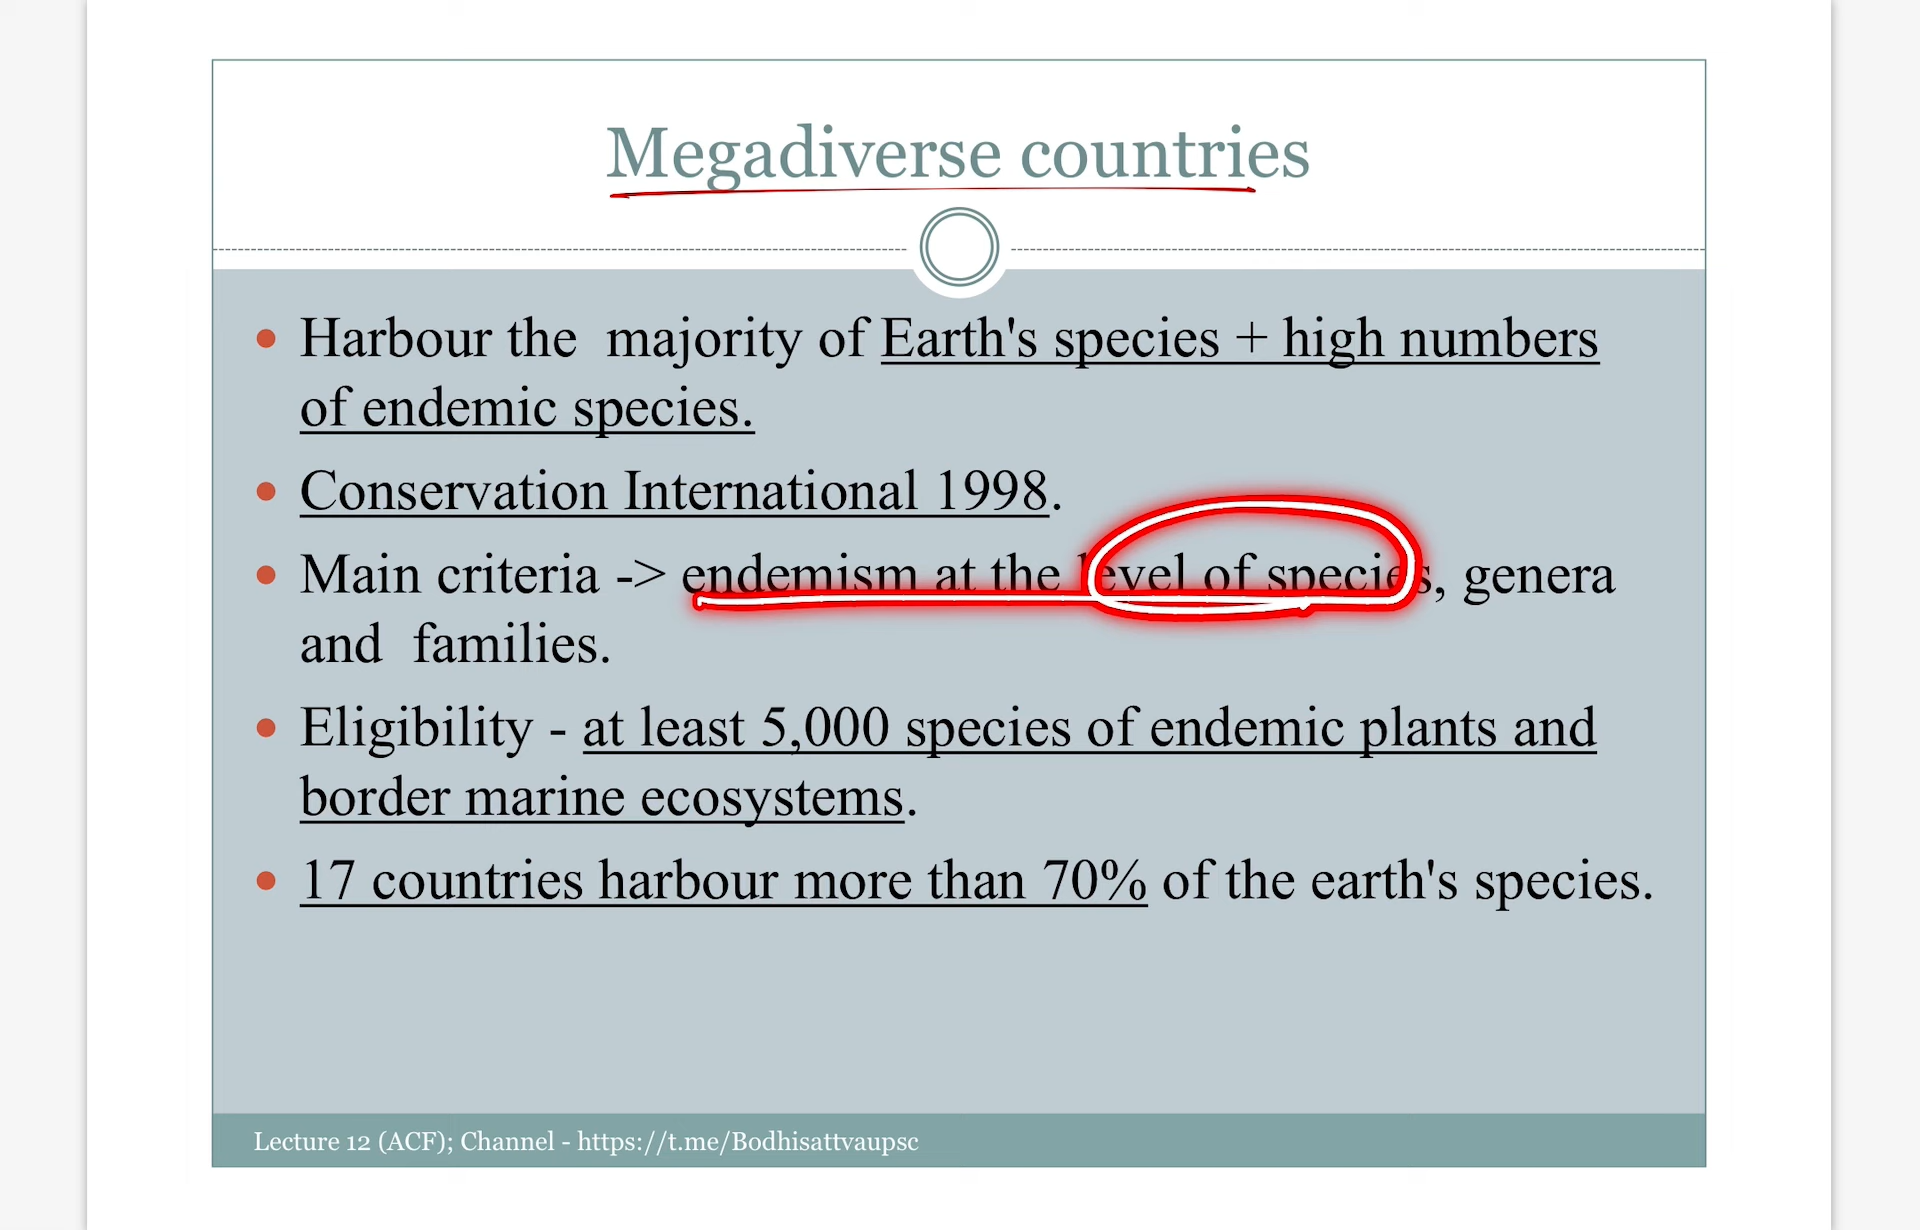 Megadiverse countries
• Harbour the majority of Earth's species + high numbers
of endemic species.
• Conservation International 1998.
• Main criteria -> endemism at the level of species, genera
and families.
• Eligibility - at least 5,000 species of endemic plants and
border marine ecosystems.
• 17 countries harbour more than 70% of the earth's species.
Lecture 12 (ACF); Channel - https://t.me/Bodhisattvaupsc